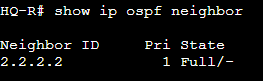 HQ-R# show ip ospf neighbor
Neighbor ID     Pri State
2.2.2.2           1 Full/-